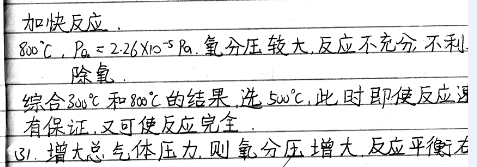 加快反应.
800℃, P₀₂ = 2.26×10⁻⁵ Pa. 氧分压较大, 反应不充分, 不利
除氧.
综合300℃和800℃的结果, 选500℃, 此时即使反应
有保证, 又可使反应完全.
(3). 增大总气体压力, 则氧分压增大, 反应平衡